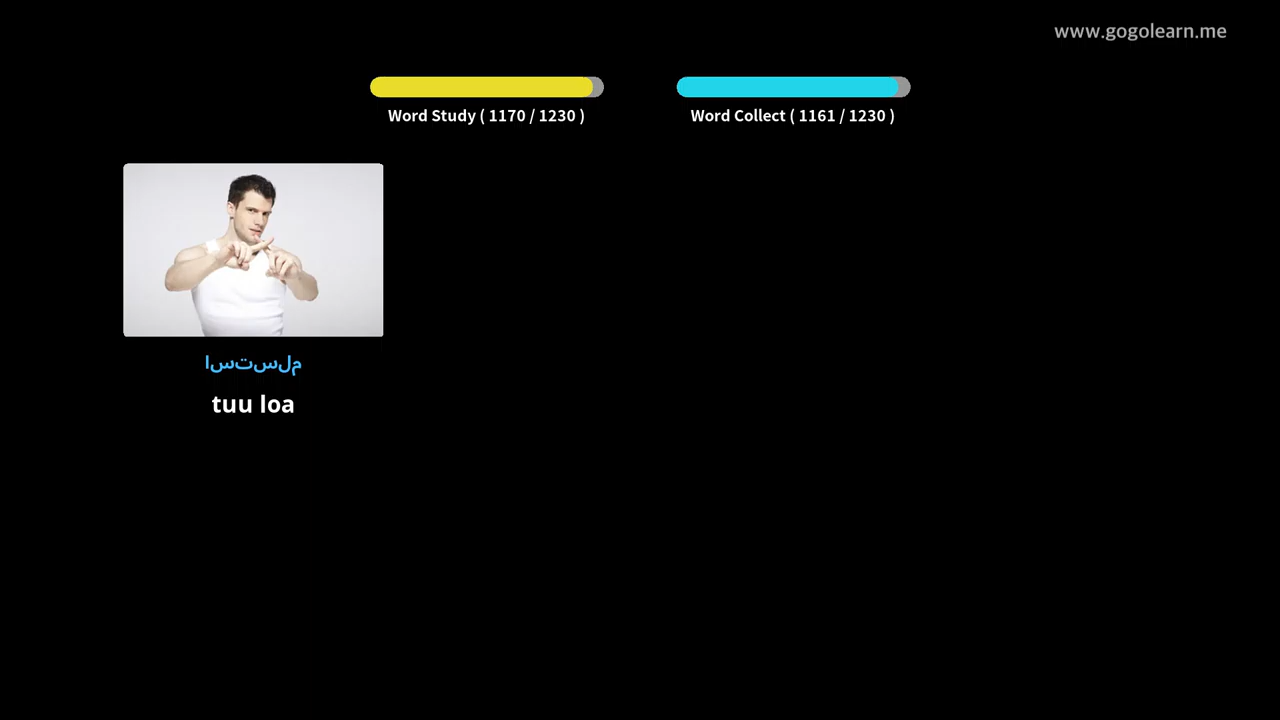 www.gogolearn.me
Word Study ( 1170 / 1230 )
Word Collect ( 1161 / 1230 )
استسلم
tuu loa